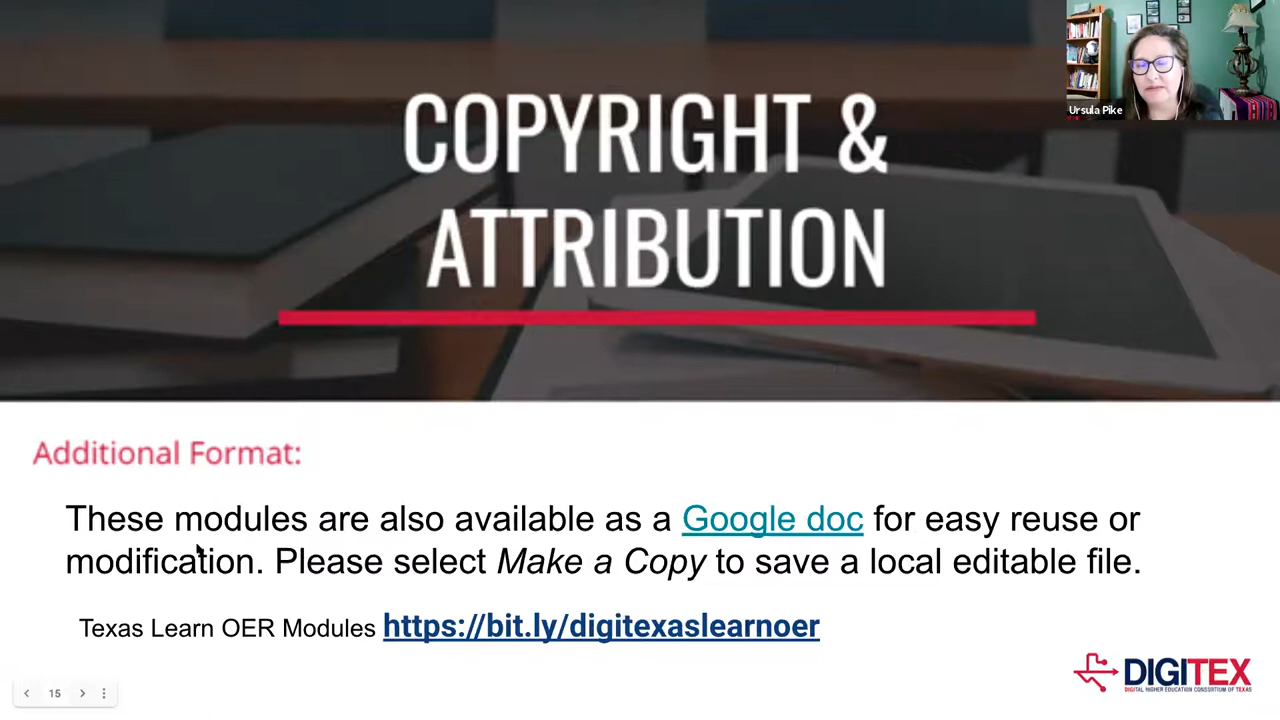 COPYRIGHT &
ATTRIBUTION
Ursula Pike
Additional Format:
These modules are also available as a Google doc for easy reuse or
modification. Please select Make a Copy to save a local editable file.
Texas Learn OER Modules https://bit.ly/digitexaslearnoer
15
DIGITEX
DIGITAL HIGHER EDUCATION CONSORTIUM OF TEXAS